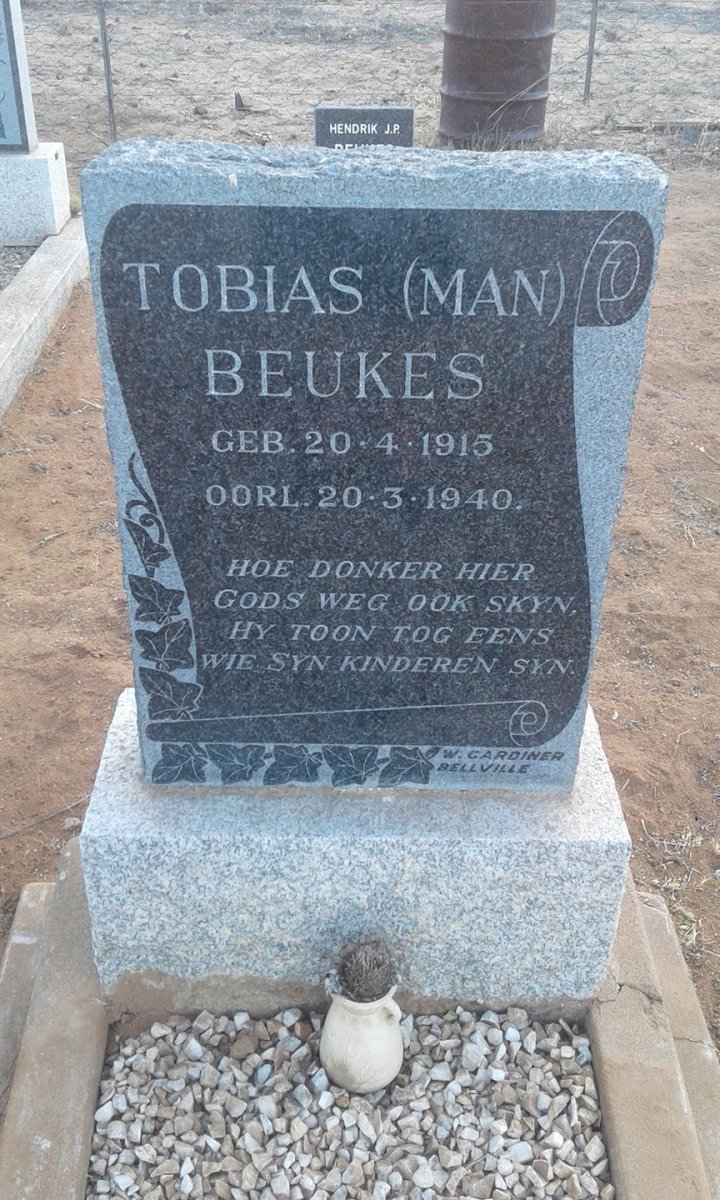 HENDRIK J.P.
BEUKES
TOBIAS (MAN)
BEUKES
GEB. 20·4·1915
OORL. 20·3·1940.
HOE DONKER HIER
GODS WEG OOK SKYN.
HY TOON TOG EENS
WIE SYN KINDEREN SYN.
W. GARDINER
BELLVILLE